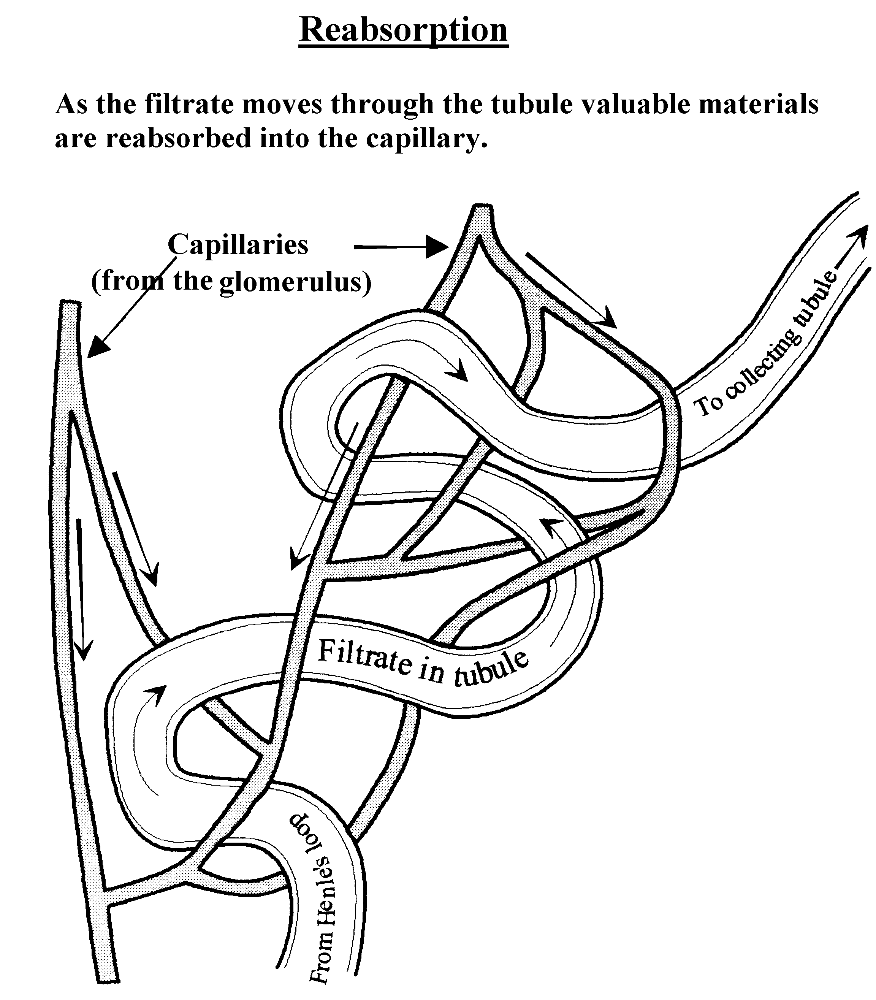 Reabsorption
As the filtrate moves through the tubule valuable materials
are reabsorbed into the capillary.
Capillaries
(from the glomerulus)
To collecting tubule
Filtrate in tubule
From Henle's loop